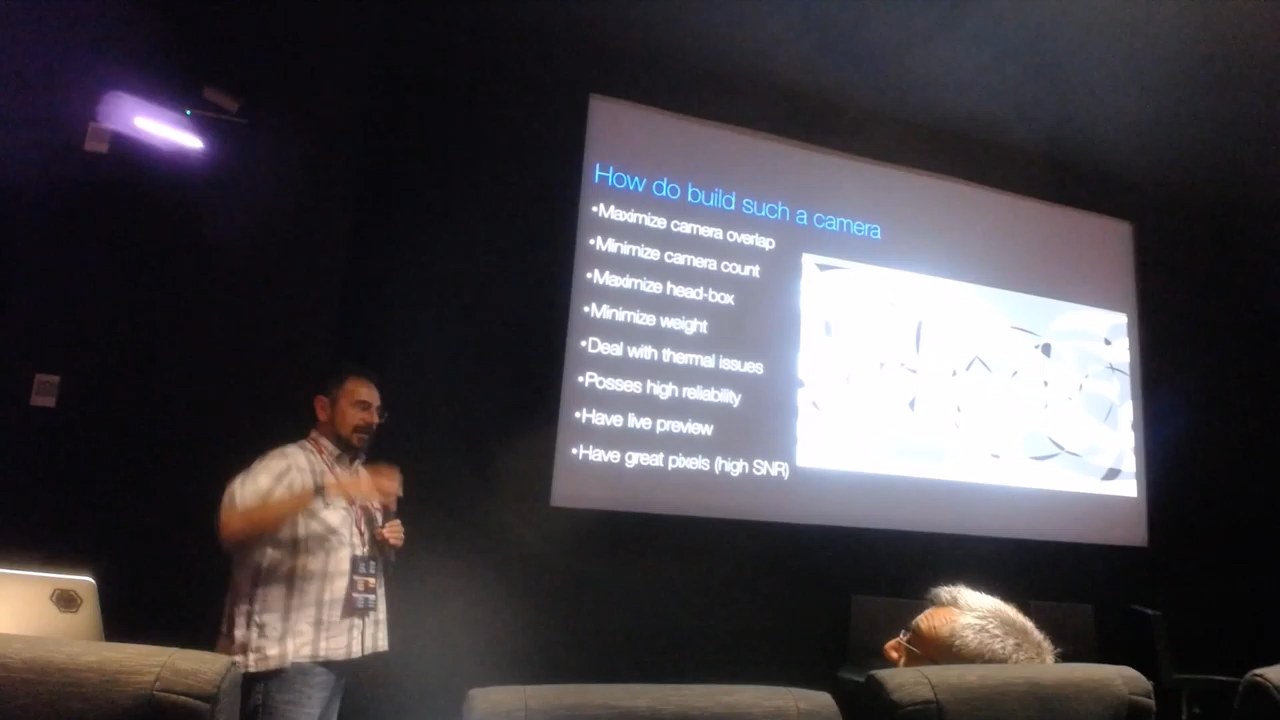 How do build such a camera
•Maximize camera overlap
•Minimize camera count
•Maximize head-box
•Minimize weight
•Deal with thermal issues
•Posses high reliability
•Have live preview
•Have great pixels (high SNR)